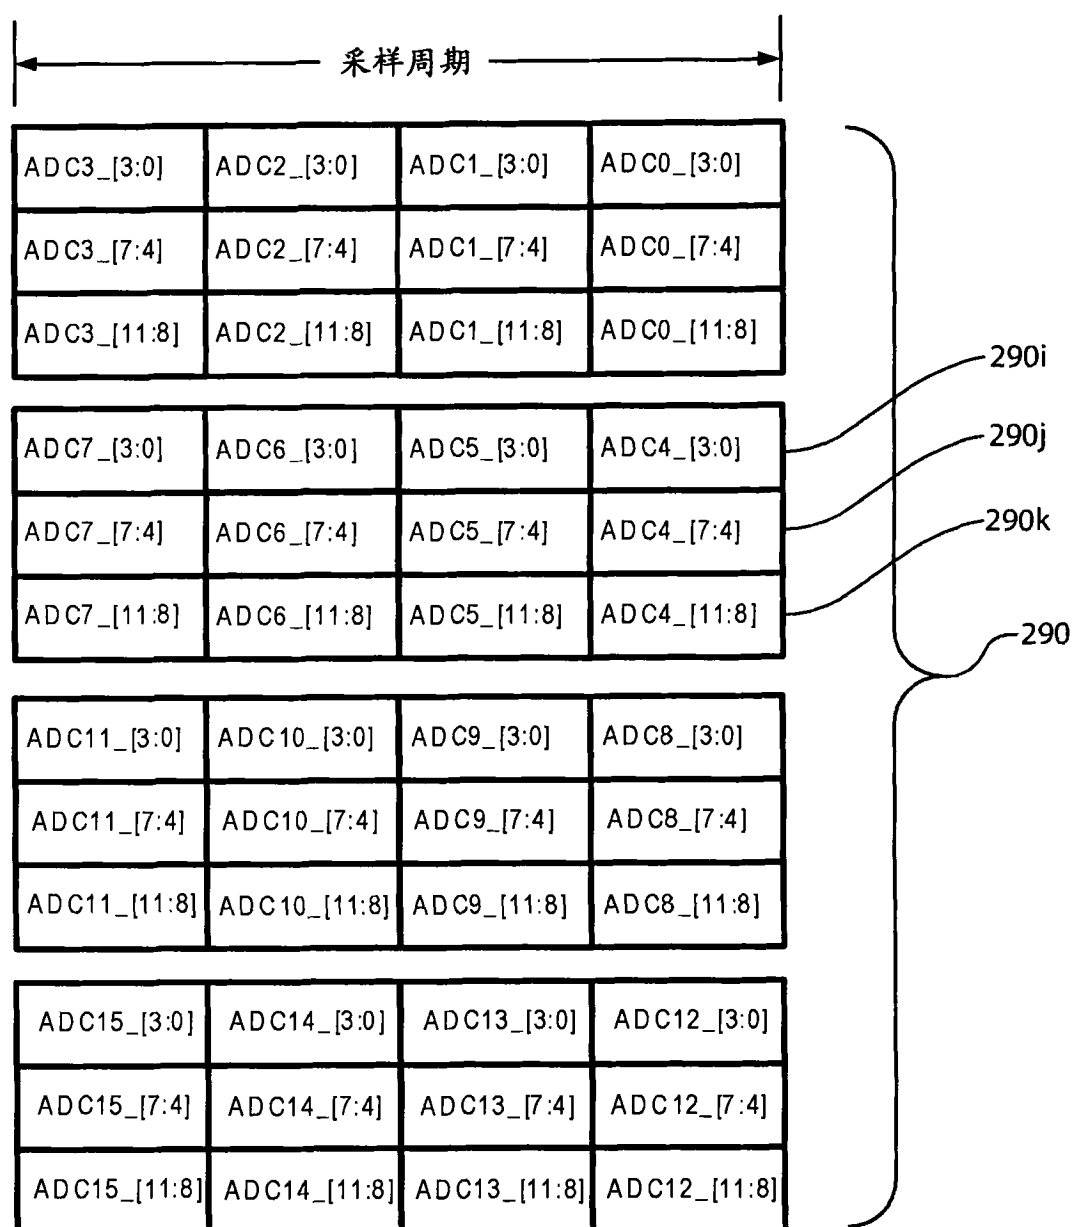 采样周期
ADC3_[3:0] ADC2_[3:0] ADC1_[3:0] ADC0_[3:0]
ADC3_[7:4] ADC2_[7:4] ADC1_[7:4] ADC0_[7:4]
ADC3_[11:8] ADC2_[11:8] ADC1_[11:8] ADC0_[11:8]
290i
ADC7_[3:0] ADC6_[3:0] ADC5_[3:0] ADC4_[3:0]
290j
ADC7_[7:4] ADC6_[7:4] ADC5_[7:4] ADC4_[7:4]
290k
ADC7_[11:8] ADC6_[11:8] ADC5_[11:8] ADC4_[11:8]
290
ADC11_[3:0] ADC10_[3:0] ADC9_[3:0] ADC8_[3:0]
ADC11_[7:4] ADC10_[7:4] ADC9_[7:4] ADC8_[7:4]
ADC11_[11:8] ADC10_[11:8] ADC9_[11:8] ADC8_[11:8]
ADC15_[3:0] ADC14_[3:0] ADC13_[3:0] ADC12_[3:0]
ADC15_[7:4] ADC14_[7:4] ADC13_[7:4] ADC12_[7:4]
ADC15_[11:8] ADC14_[11:8] ADC13_[11:8] ADC12_[11:8]